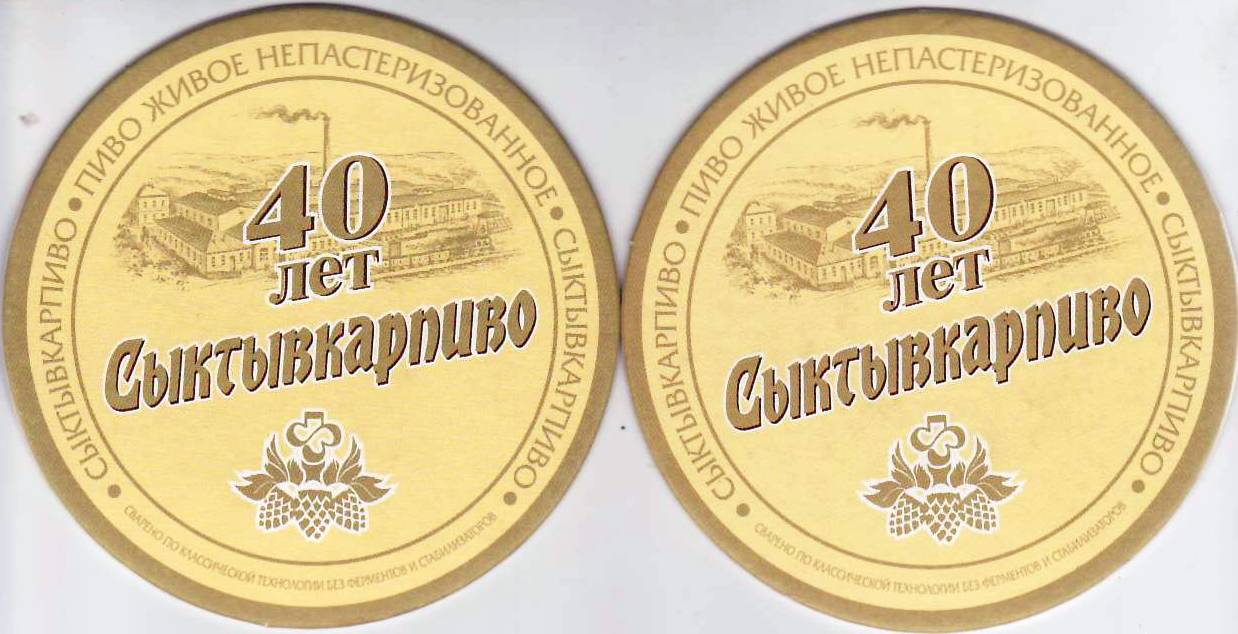 СЫКТЫВКАРПИВО • ПИВО ЖИВОЕ НЕПАСТЕРИЗОВАННОЕ • СЫКТЫВКАРПИВО
40
лет
Сыктывкарпиво
СВАРЕНО ПО КЛАССИЧЕСКОЙ ТЕХНОЛОГИИ БЕЗ ФЕРМЕНТОВ И СТАБИЛИЗАТОРОВ
СЫКТЫВКАРПИВО • ПИВО ЖИВОЕ НЕПАСТЕРИЗОВАННОЕ • СЫКТЫВКАРПИВО
40
лет
Сыктывкарпиво
СВАРЕНО ПО КЛАССИЧЕСКОЙ ТЕХНОЛОГИИ БЕЗ ФЕРМЕНТОВ И СТАБИЛИЗАТОРОВ